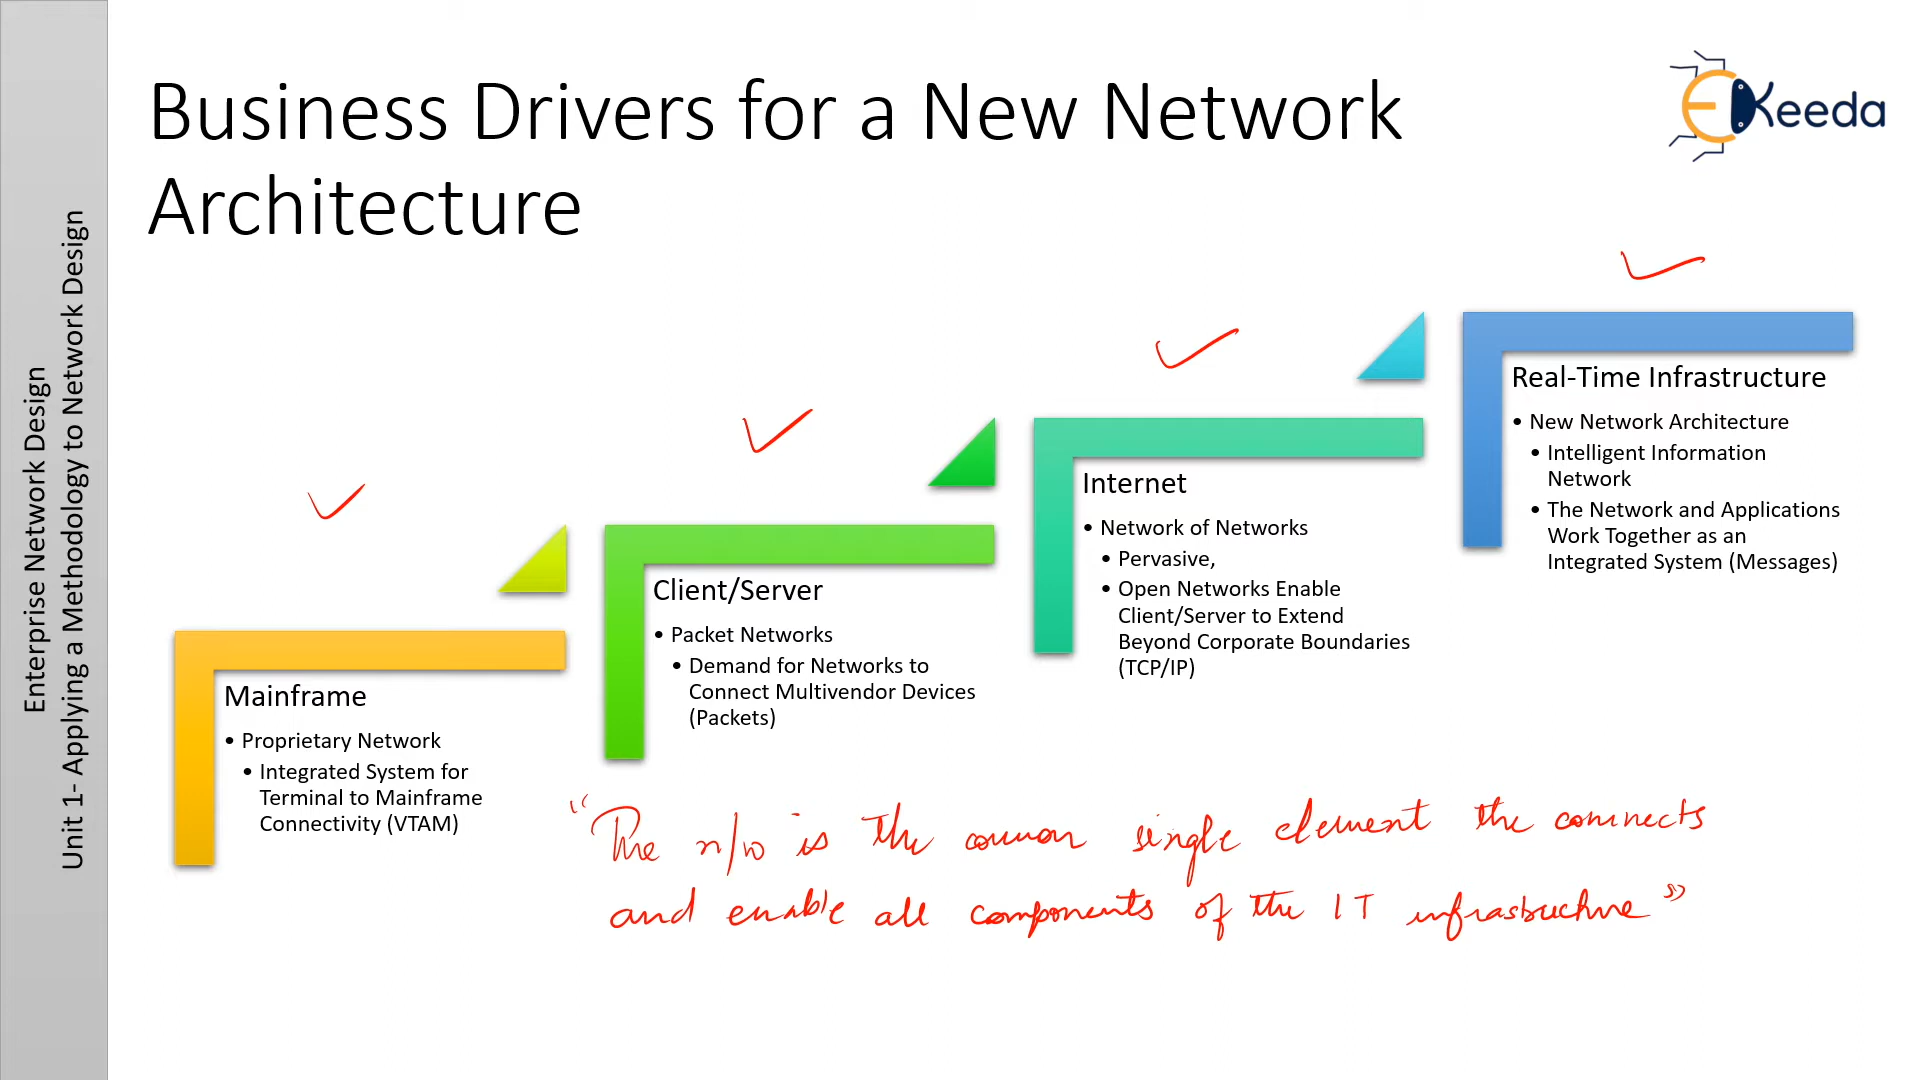 Enterprise Network Design
Unit 1- Applying a Methodology to Network Design
Business Drivers for a New Network
Architecture
EKeeda
Mainframe
• Proprietary Network
• Integrated System for
Terminal to Mainframe
Connectivity (VTAM)
Client/Server
• Packet Networks
• Demand for Networks to
Connect Multivendor Devices
(Packets)
Internet
• Network of Networks
• Pervasive,
• Open Networks Enable
Client/Server to Extend
Beyond Corporate Boundaries
(TCP/IP)
Real-Time Infrastructure
• New Network Architecture
• Intelligent Information
Network
• The Network and Applications
Work Together as an
Integrated System (Messages)
"The n/w is the common single element the connects
and enable all components of the IT infrastructure"